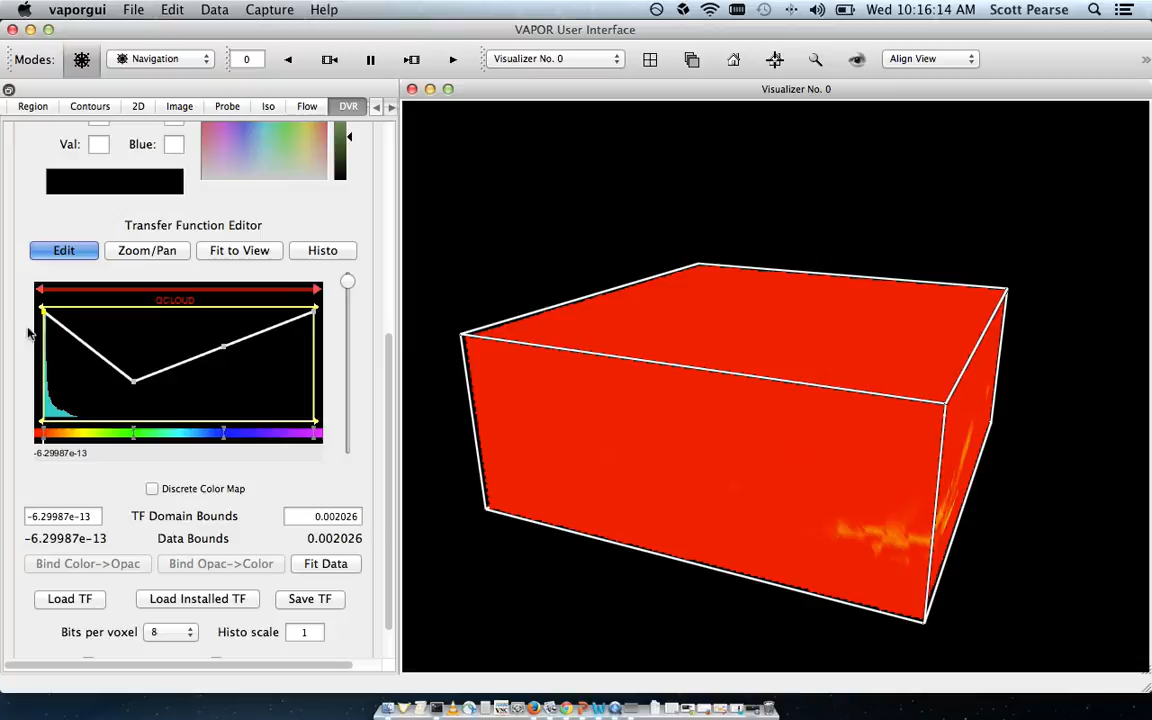 vaporgui File Edit Data Capture Help Wed 10:16:14 AM Scott Pearse
VAPOR User Interface
Modes: Navigation 0 Visualizer No. 0 Align View
Region Contours 2D Image Probe Iso Flow DVR
Visualizer No. 0
Val: Blue:
Transfer Function Editor
Edit Zoom/Pan Fit to View Histo
QCLOUD
-6.29987e-13
Discrete Color Map
-6.29987e-13 TF Domain Bounds 0.002026
-6.29987e-13 Data Bounds 0.002026
Bind Color->Opac Bind Opac->Color Fit Data
Load TF Load Installed TF Save TF
Bits per voxel 8 Histo scale 1